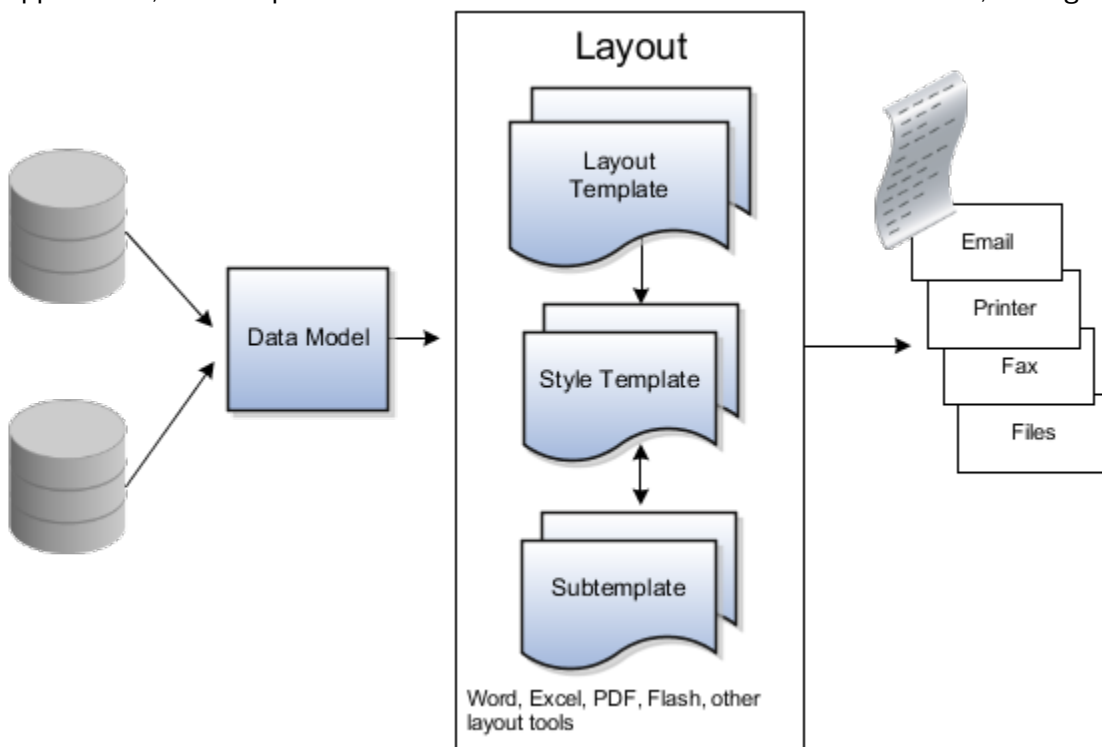 Layout
Layout
Template
Data Model
Style Template
Subtemplate
Word, Excel, PDF, Flash, other
layout tools
Email
Printer
Fax
Files